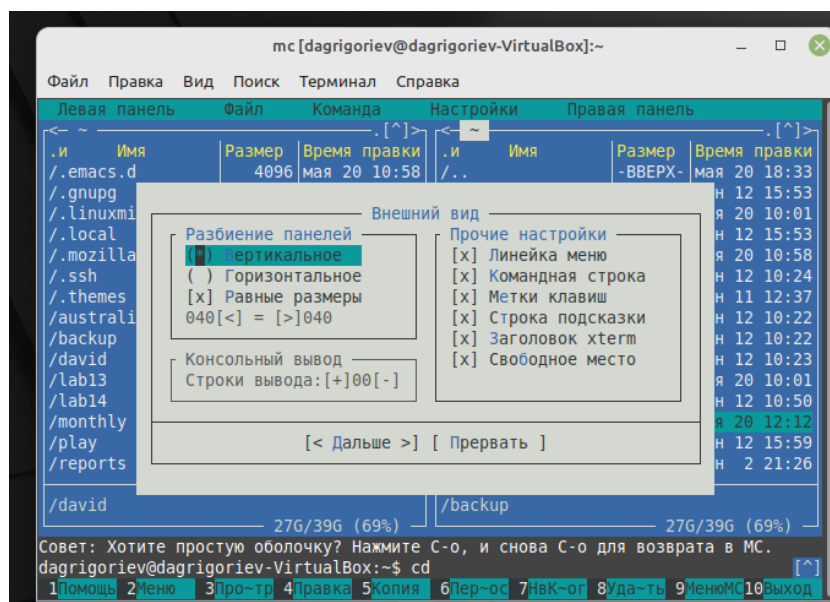 mc [dagrigoriev@dagrigoriev-VirtualBox]:~
Файл Правка Вид Поиск Терминал Справка
Левая панель Файл Команда Настройки Правая панель
<─ ~ ─.[^]>┐ ┌<─ ~ ─.[^]>
.и Имя Размер Время правки .и Имя Размер Время правки
/.emacs.d 4096 мая 20 10:58 /.. -ВВЕРХ- мая 20 18:33
/.gnupg н 12 15:53
/.linuxmi Внешний вид я 20 10:01
/.local Разбиение панелей Прочие настройки н 12 15:53
/.mozilla (*) Вертикальное [x] Линейка меню я 20 10:58
/.ssh ( ) Горизонтальное [x] Командная строка н 12 10:24
/.themes [x] Равные размеры [x] Метки клавиш н 11 12:37
/australi 040[<] = [>]040 [x] Строка подсказки н 12 10:22
/backup [x] Заголовок xterm н 12 10:22
/david Консольный вывод [x] Свободное место н 12 10:23
/lab13 Строки вывода:[+]00[-] я 20 10:01
/lab14 н 12 10:50
/monthly я 20 12:12
/play [< Дальше >] [ Прервать ] н 12 15:59
/reports н 2 21:26
/david /backup
27G/39G (69%) 27G/39G (69%)
Совет: Хотите простую оболочку? Нажмите C-o, и снова C-o для возврата в MC.
dagrigoriev@dagrigoriev-VirtualBox:~$ cd [^]
1Помощь 2Меню 3Про~тр 4Правка 5Копия 6Пер~ос 7НвК~ог 8Уда~ть 9МенюMC10Выход